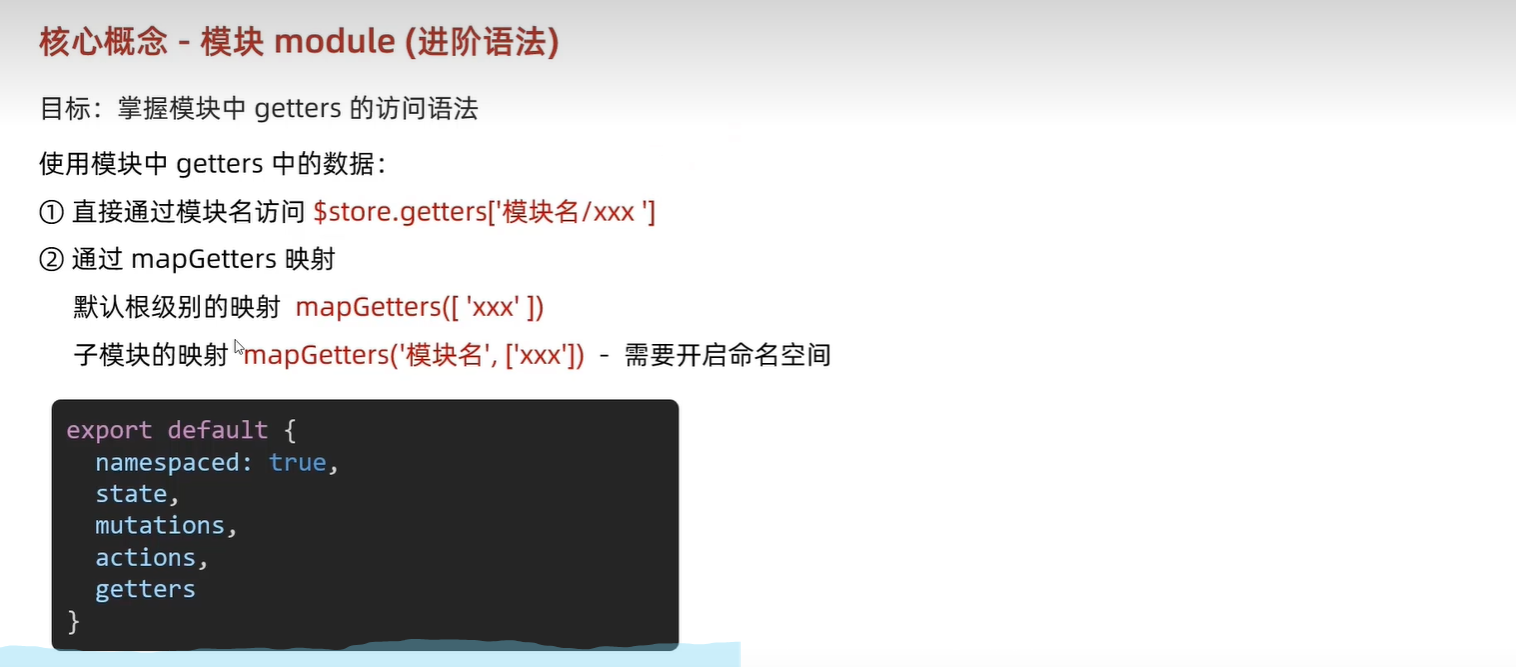 核心概念 - 模块 module (进阶语法)
目标：掌握模块中 getters 的访问语法
使用模块中 getters 中的数据：
① 直接通过模块名访问 $store.getters['模块名/xxx ']
② 通过 mapGetters 映射
默认根级别的映射 mapGetters([ 'xxx' ])
子模块的映射 mapGetters('模块名', ['xxx']) - 需要开启命名空间
export default {
  namespaced: true,
  state,
  mutations,
  actions,
  getters
}